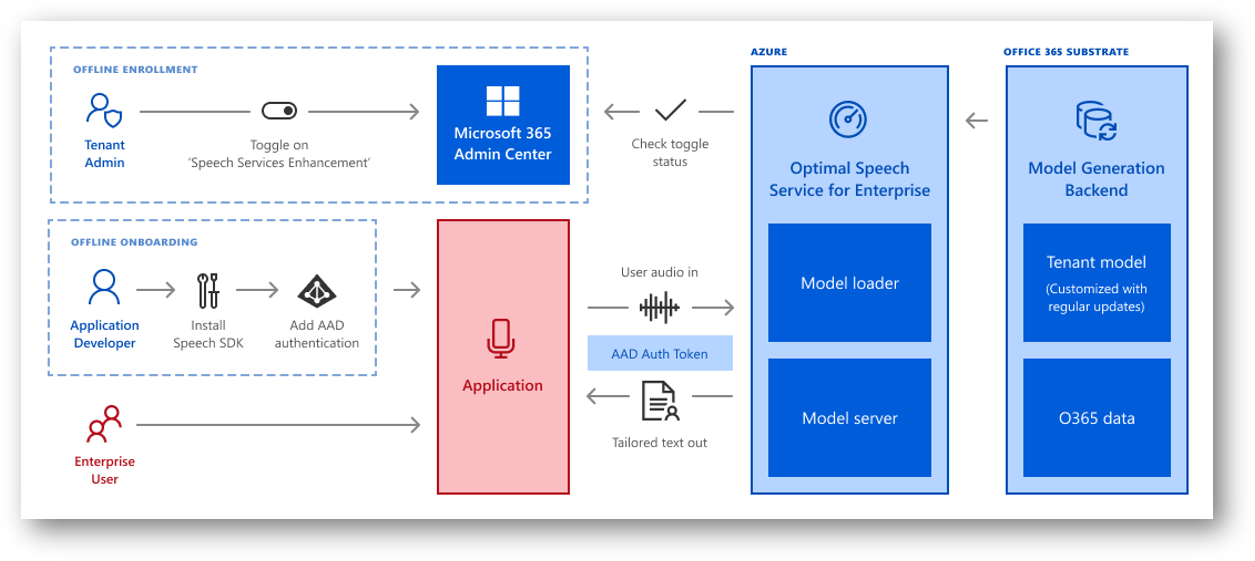 OFFLINE ENROLLMENT
Tenant
Admin
Toggle on
‘Speech Services Enhancement’
Microsoft 365
Admin Center
Check toggle
status
AZURE
Optimal Speech
Service for Enterprise
Model loader
Model server
OFFICE 365 SUBSTRATE
Model Generation
Backend
Tenant model
(Customized with
regular updates)
O365 data
OFFLINE ONBOARDING
Application
Developer
Install
Speech SDK
Add AAD
authentication
Application
User audio in
AAD Auth Token
Tailored text out
Enterprise
User